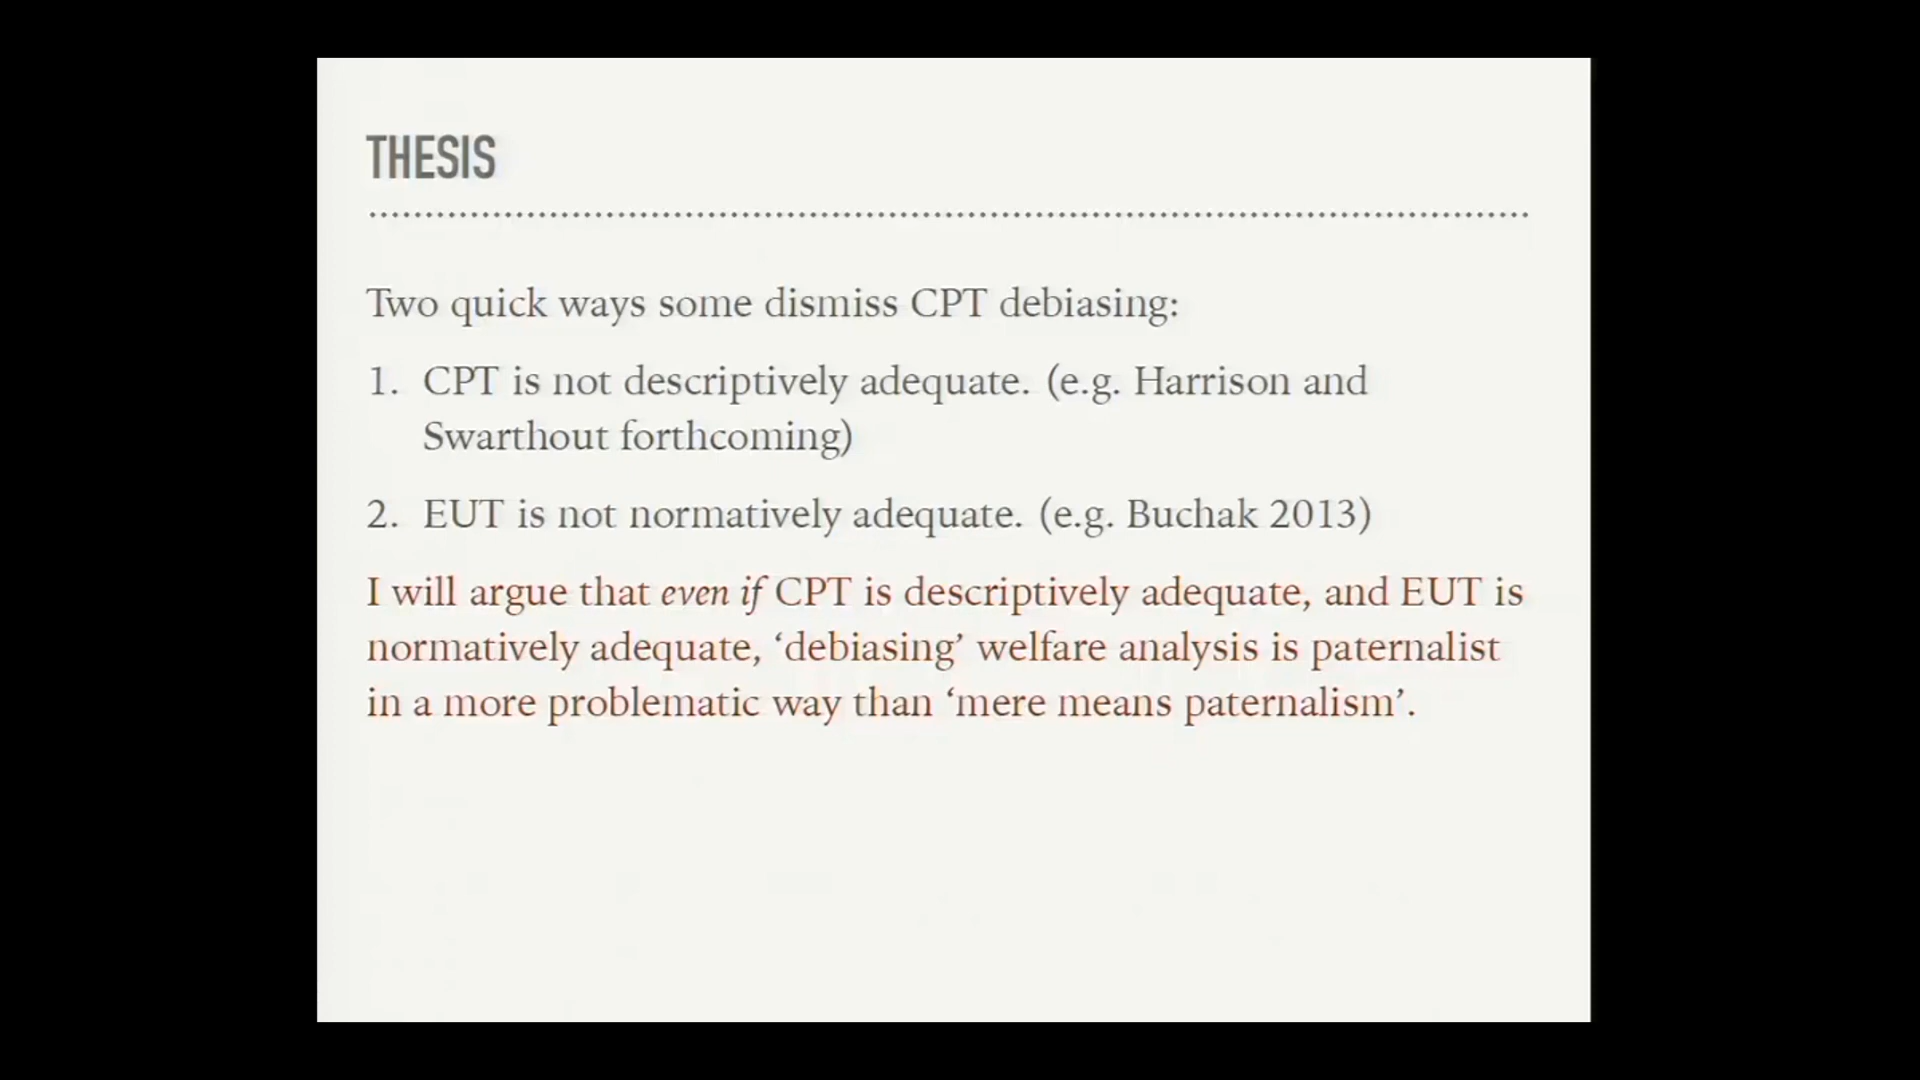 THESIS
Two quick ways some dismiss CPT debiasing:
1. CPT is not descriptively adequate. (e.g. Harrison and
Swarthout forthcoming)
2. EUT is not normatively adequate. (e.g. Buchak 2013)
I will argue that even if CPT is descriptively adequate, and EUT is
normatively adequate, ‘debiasing’ welfare analysis is paternalist
in a more problematic way than ‘mere means paternalism’.